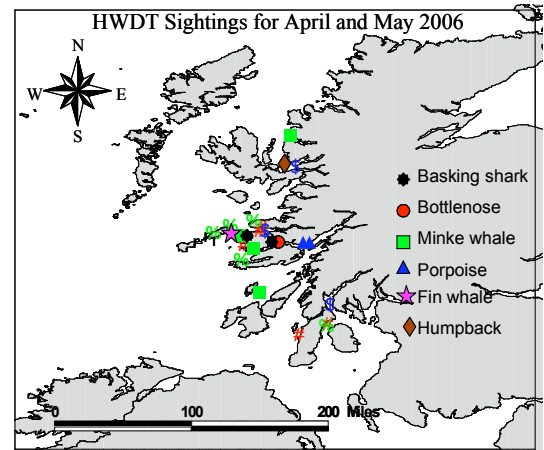 HWDT Sightings for April and May 2006
N
W E
S
Basking shark
Bottlenose
Minke whale
Porpoise
Fin whale
Humpback
$
% % %
# $
#
%
$
# %
0 100 200 Miles